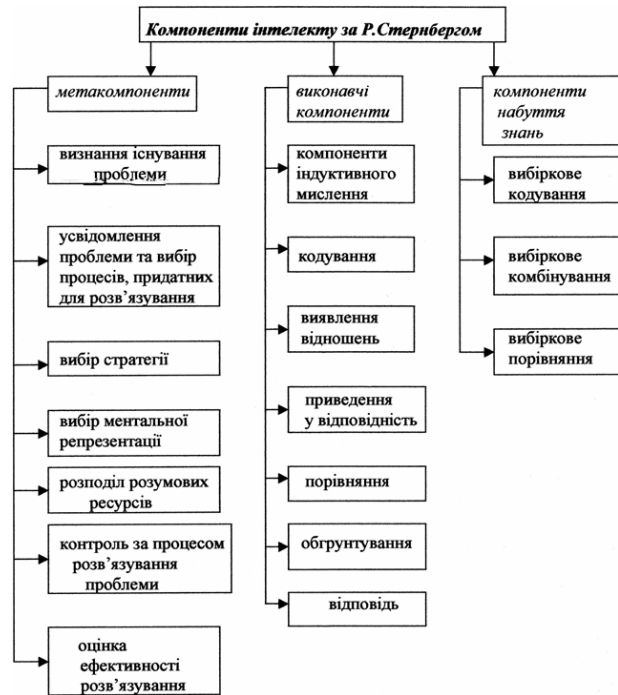 Компоненти інтелекту за Р.Стернбергом
метакомпоненти
визнання існування
проблеми
усвідомлення
проблеми та вибір
процесів, придатних
для розв’язування
вибір стратегії
вибір ментальної
репрезентації
розподіл розумових
ресурсів
контроль за процесом
розв’язування
проблеми
оцінка
ефективності
розв’язування
виконавчі
компоненти
компоненти
індуктивного
мислення
кодування
виявлення
відношень
приведення
у відповідність
порівняння
обгрунтування
відповідь
компоненти
набуття
знань
вибіркове
кодування
вибіркове
комбінування
вибіркове
порівняння